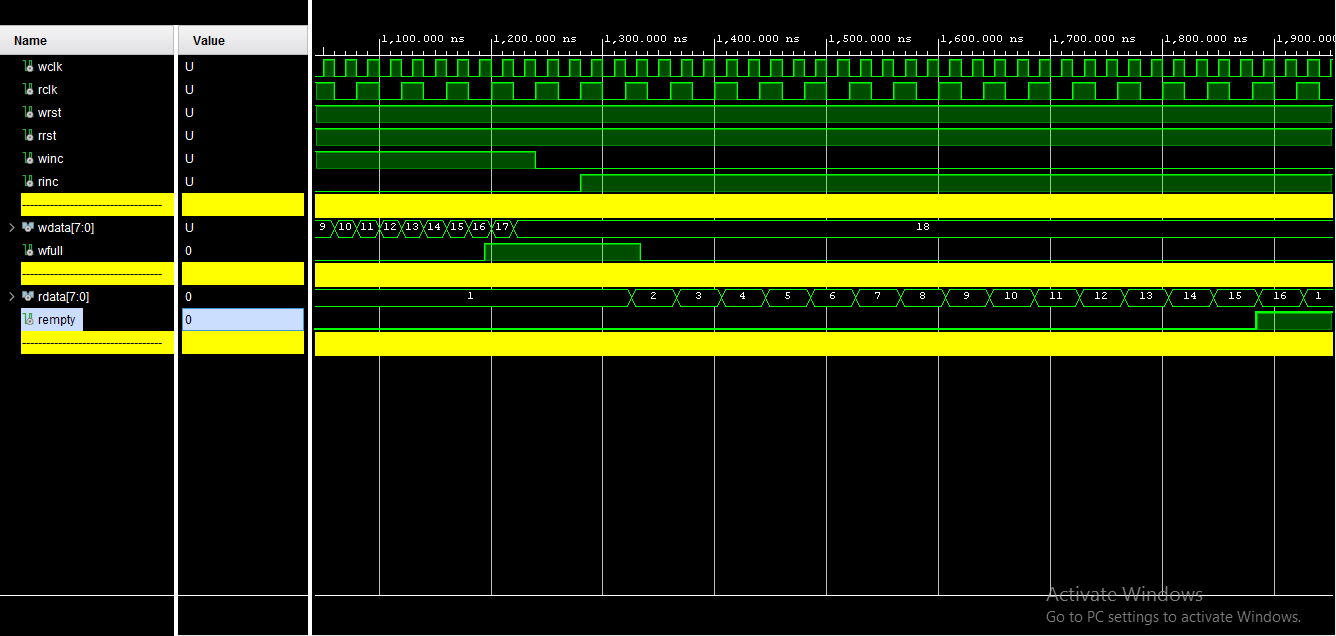 Name Value
1,100.000 ns 1,200.000 ns 1,300.000 ns 1,400.000 ns 1,500.000 ns 1,600.000 ns 1,700.000 ns 1,800.000 ns 1,900.000
wclk U
rclk U
wrst U
rrst U
winc U
rinc U
-----------------------------------
wdata[7:0] U 9 10 11 12 13 14 15 16 17 18
wfull 0
-----------------------------------
rdata[7:0] 0 1 2 3 4 5 6 7 8 9 10 11 12 13 14 15 16 1
rempty 0
-----------------------------------
Activate Windows
Go to PC settings to activate Windows.